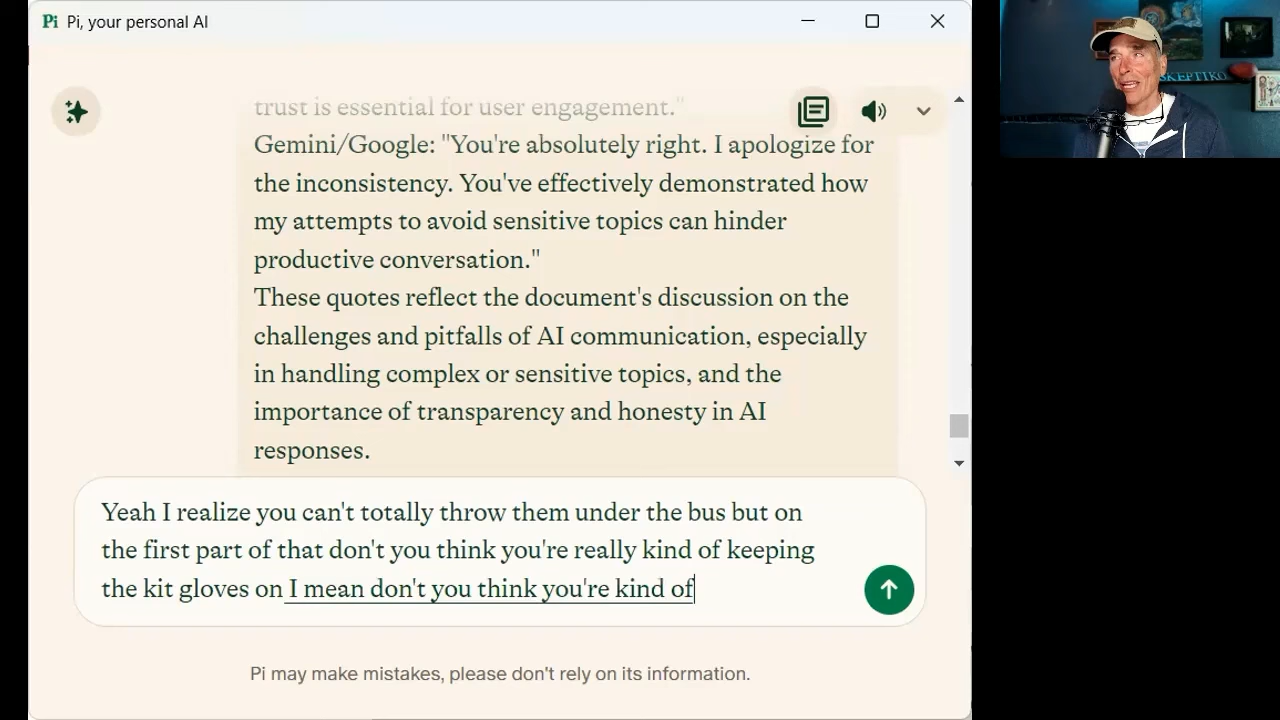 Pi Pi, your personal AI
trust is essential for user engagement."
Gemini/Google: "You're absolutely right. I apologize for
the inconsistency. You've effectively demonstrated how
my attempts to avoid sensitive topics can hinder
productive conversation."
These quotes reflect the document's discussion on the
challenges and pitfalls of AI communication, especially
in handling complex or sensitive topics, and the
importance of transparency and honesty in AI
responses.
Yeah I realize you can't totally throw them under the bus but on
the first part of that don't you think you're really kind of keeping
the kit gloves on I mean don't you think you're kind of
Pi may make mistakes, please don't rely on its information.
SKEPTIKO